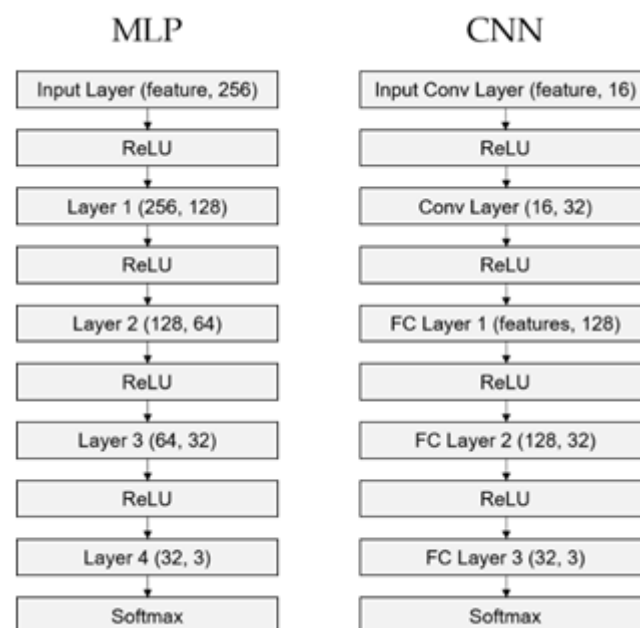 MLP
Input Layer (feature, 256)
ReLU
Layer 1 (256, 128)
ReLU
Layer 2 (128, 64)
ReLU
Layer 3 (64, 32)
ReLU
Layer 4 (32, 3)
Softmax
CNN
Input Conv Layer (feature, 16)
ReLU
Conv Layer (16, 32)
ReLU
FC Layer 1 (features, 128)
ReLU
FC Layer 2 (128, 32)
ReLU
FC Layer 3 (32, 3)
Softmax